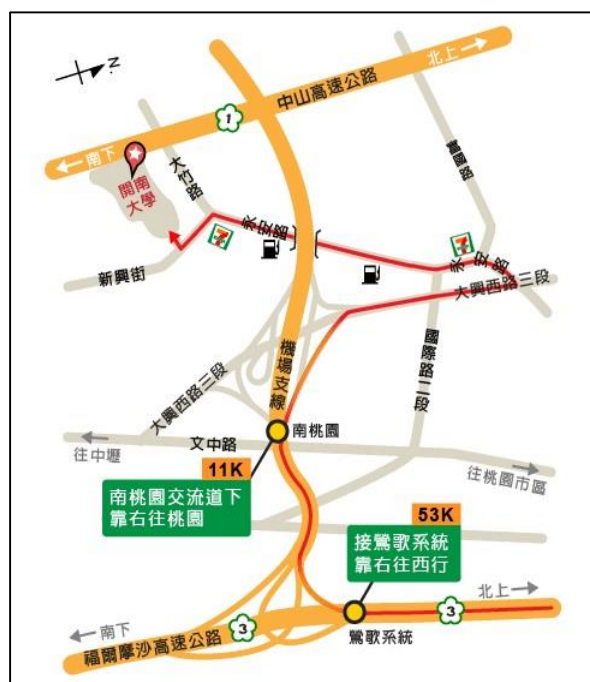 N
北上
中山高速公路
1
南下
開南
大學
大竹路
永安路
7
7
永安路
新興街
大興西路三段
大興西路三段
機場支線
國際路二段
南桃園
文中路
往中壢
往桃園市區
11K
南桃園交流道下
靠右往桃園
53K
接鶯歌系統
靠右往西行
北上
3
南下
3
福爾摩沙高速公路
鶯歌系統